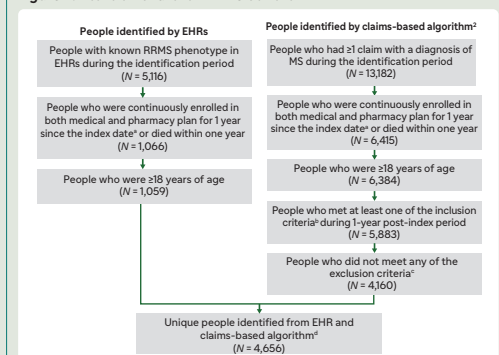 People identified by EHRs
People with known RRMS phenotype in
EHRs during the identification period
(N = 5,116)
People who were continuously enrolled in
both medical and pharmacy plan for 1 year
since the index dateᵃ or died within one year
(N = 1,066)
People who were ≥18 years of age
(N = 1,059)
People identified by claims-based algorithm²
People who had ≥1 claim with a diagnosis of
MS during the identification period
(N = 13,182)
People who were continuously enrolled in
both medical and pharmacy plan for 1 year
since the index dateᵃ or died within one year
(N = 6,415)
People who were ≥18 years of age
(N = 6,384)
People who met at least one of the inclusion
criteriaᵇ during 1-year post-index period
(N = 5,883)
People who did not meet any of the
exclusion criteriaᶜ
(N = 4,160)
Unique people identified from EHR and
claims-based algorithmᵈ
(N = 4,656)